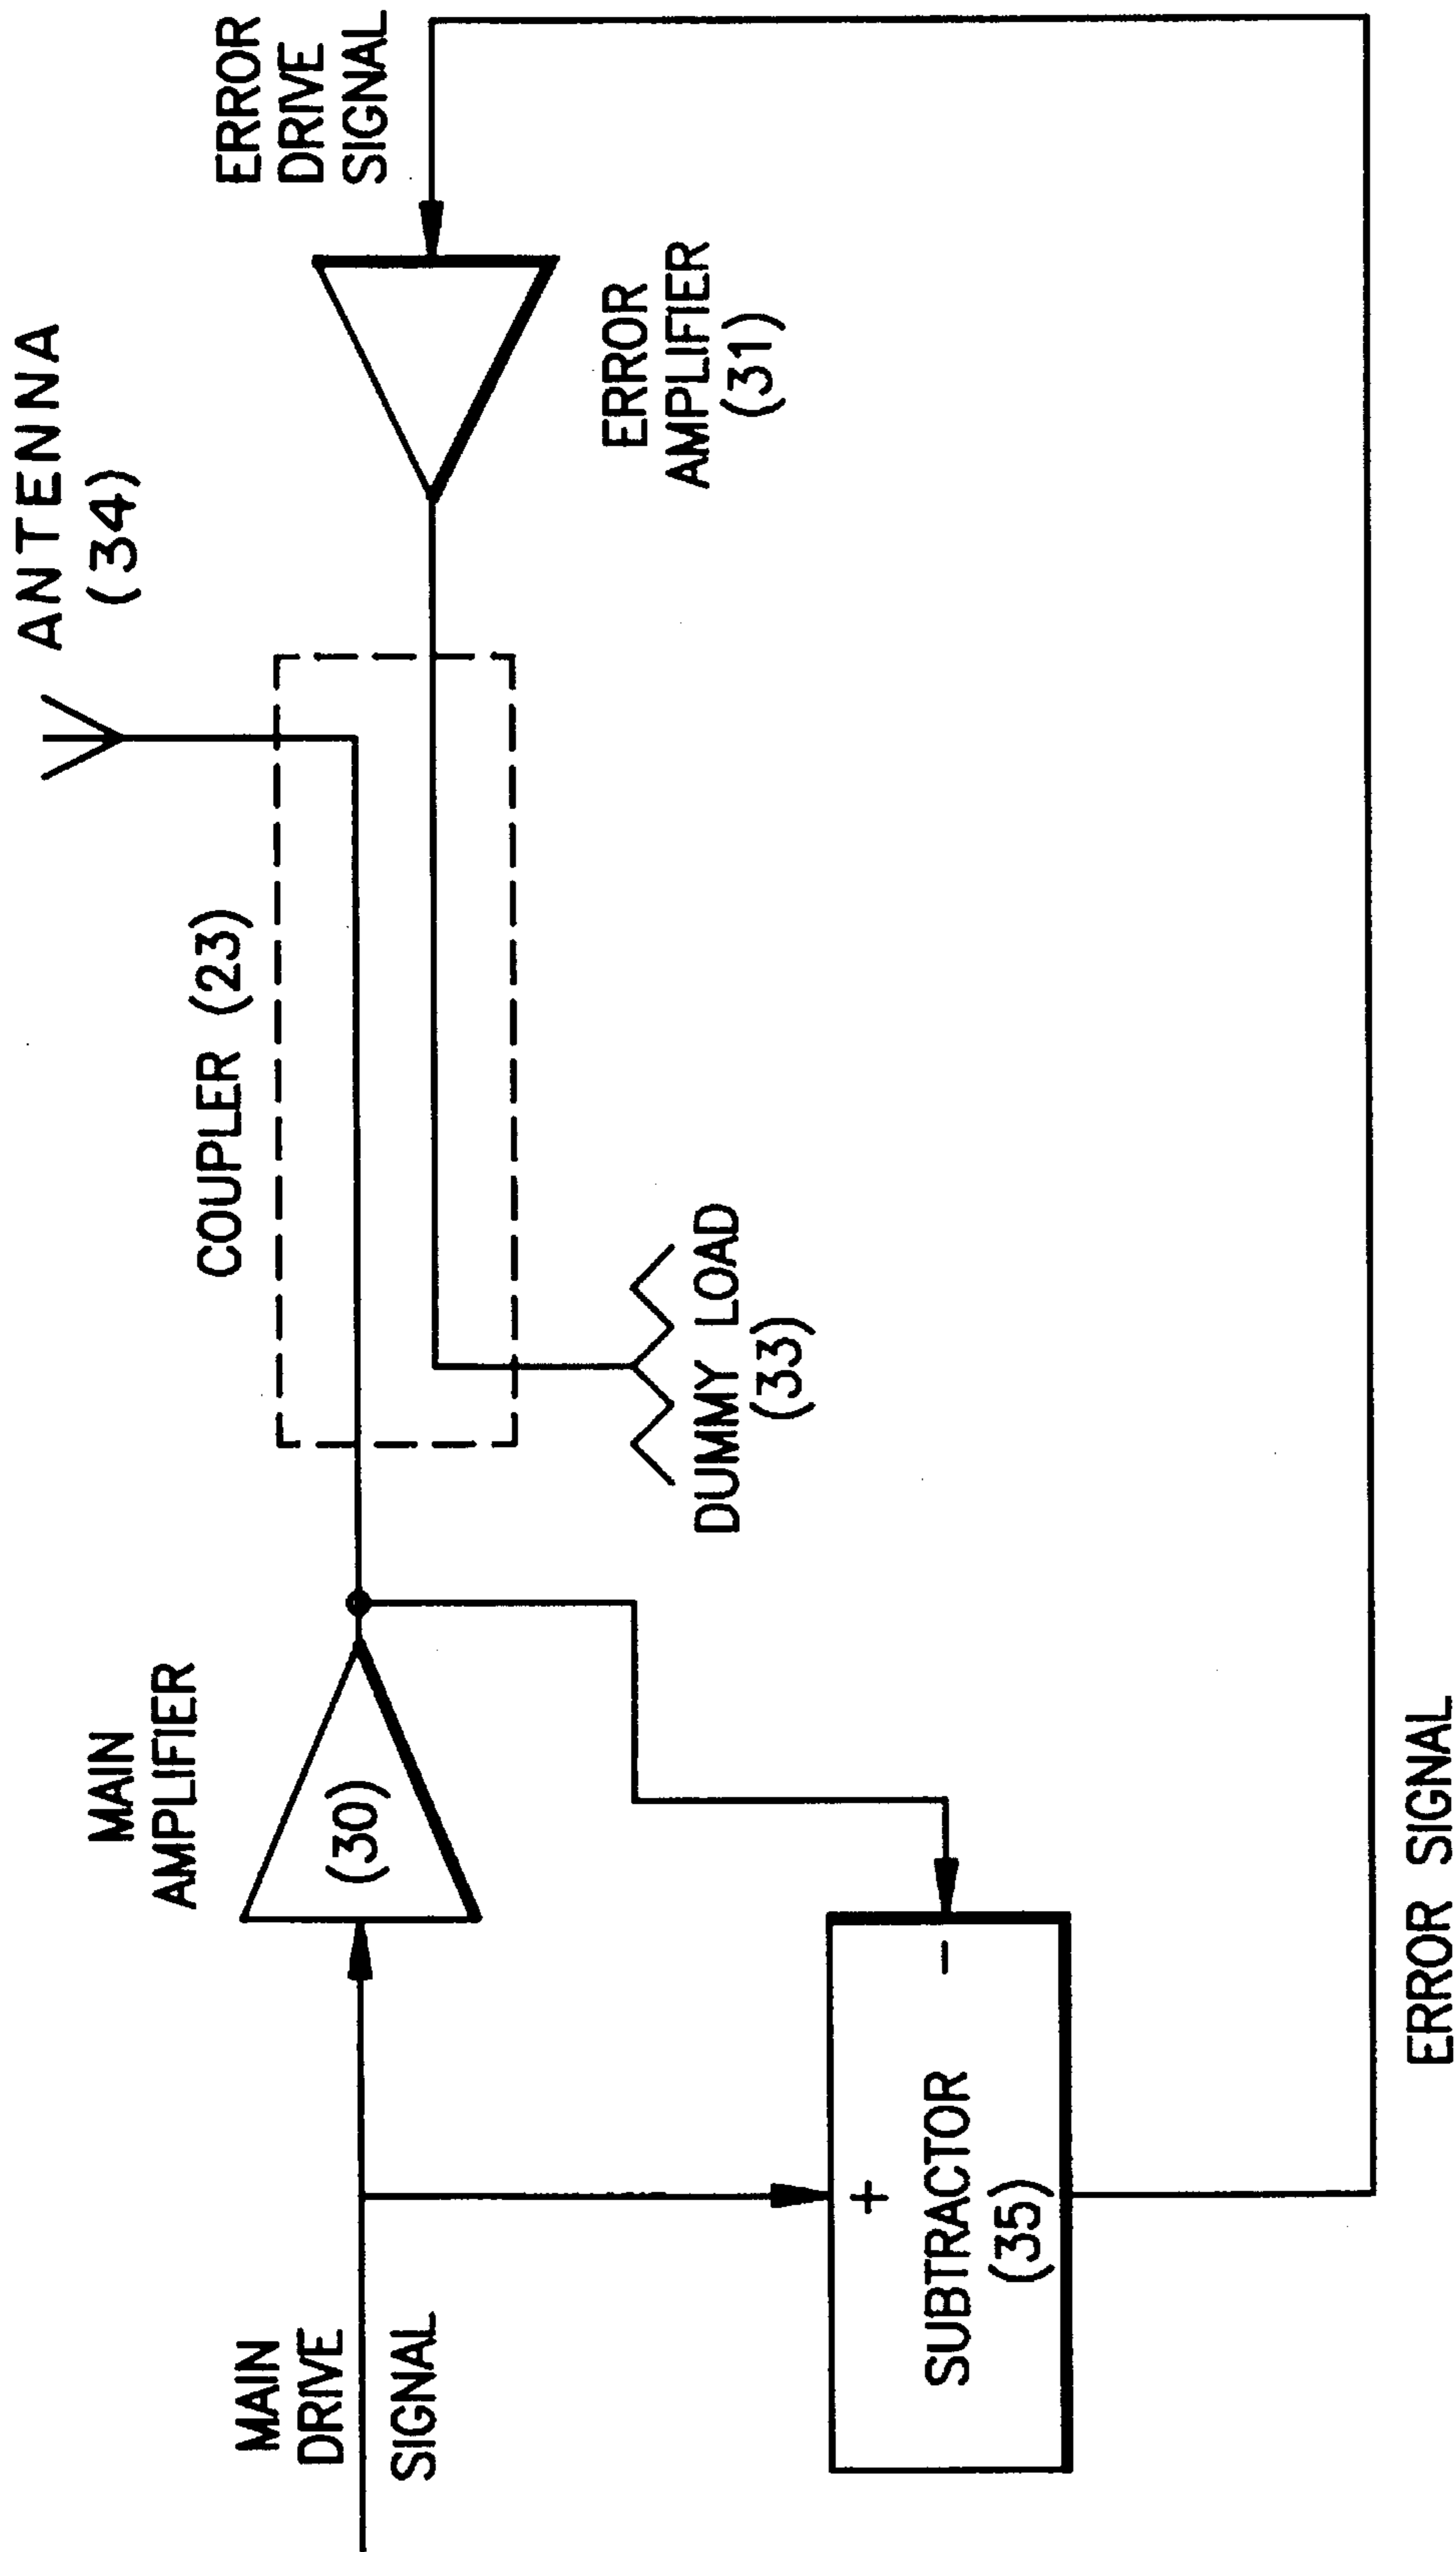 MAIN
DRIVE
SIGNAL
MAIN
AMPLIFIER
(30)
COUPLER (23)
ANTENNA
(34)
ERROR
DRIVE
SIGNAL
ERROR
AMPLIFIER
(31)
DUMMY LOAD
(33)
+
-
SUBTRACTOR
(35)
ERROR SIGNAL